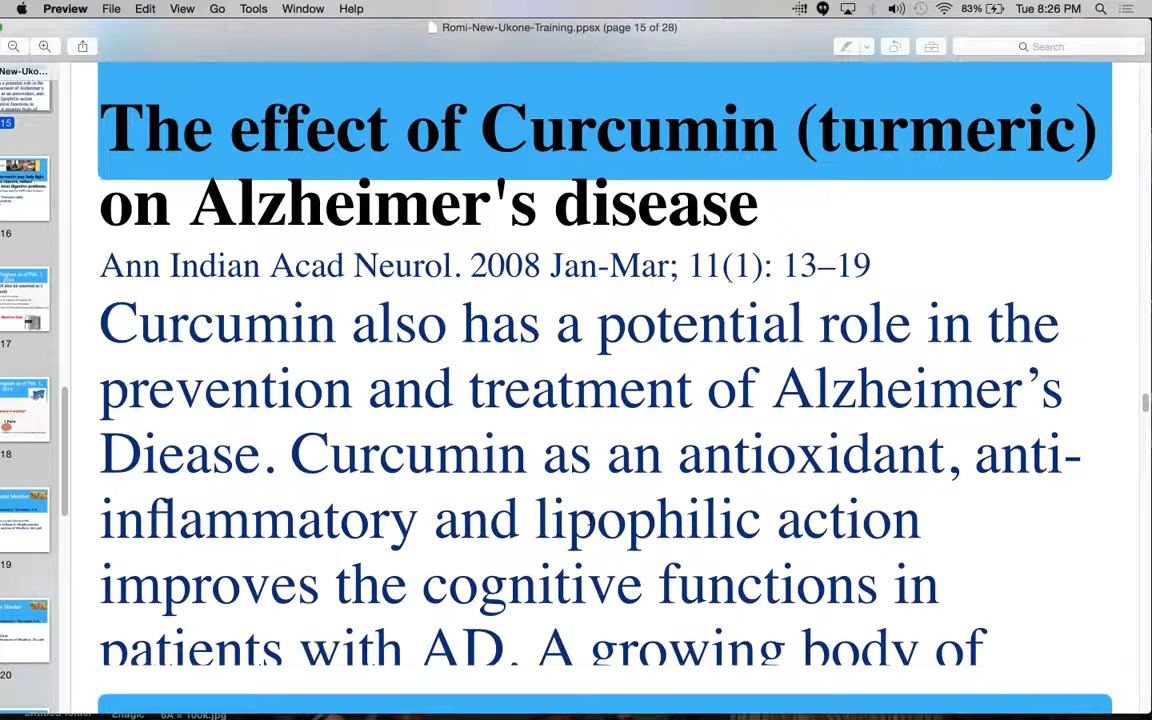 Preview File Edit View Go Tools Window Help 83% Tue 8:26 PM
Romi-New-Ukone-Training.ppsx (page 15 of 28)
Search
New-Uko...
15
16
17
18
19
20
The effect of Curcumin (turmeric)
on Alzheimer's disease
Ann Indian Acad Neurol. 2008 Jan-Mar; 11(1): 13–19
Curcumin also has a potential role in the
prevention and treatment of Alzheimer’s
Diease. Curcumin as an antioxidant, anti-
inflammatory and lipophilic action
improves the cognitive functions in
patients with AD. A growing body of